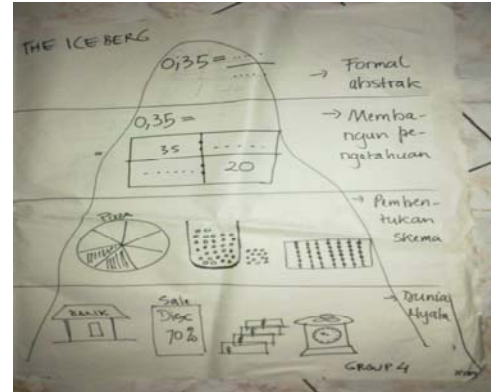 THE ICEBERG
0,35 = .....
.....
→ Formal
abstrak
0,35 =
35 .....
...... 20
→ Memba-
ngun pe-
ngetahuan
→ Pemben-
tukan
skema
Pizza
→ Dunia
Nyata
BANK
Sale
Disc
70%
GROUP 4